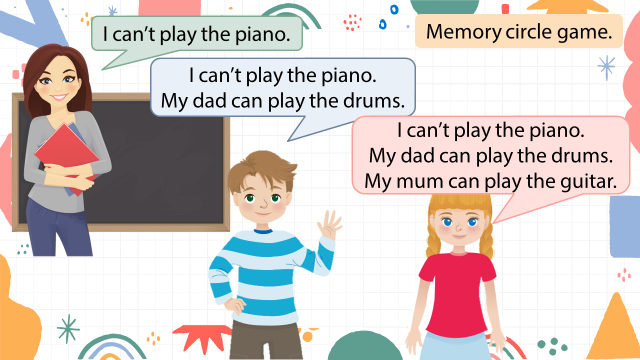 I can’t play the piano.
Memory circle game.
I can’t play the piano.
My dad can play the drums.
I can’t play the piano.
My dad can play the drums.
My mum can play the guitar.